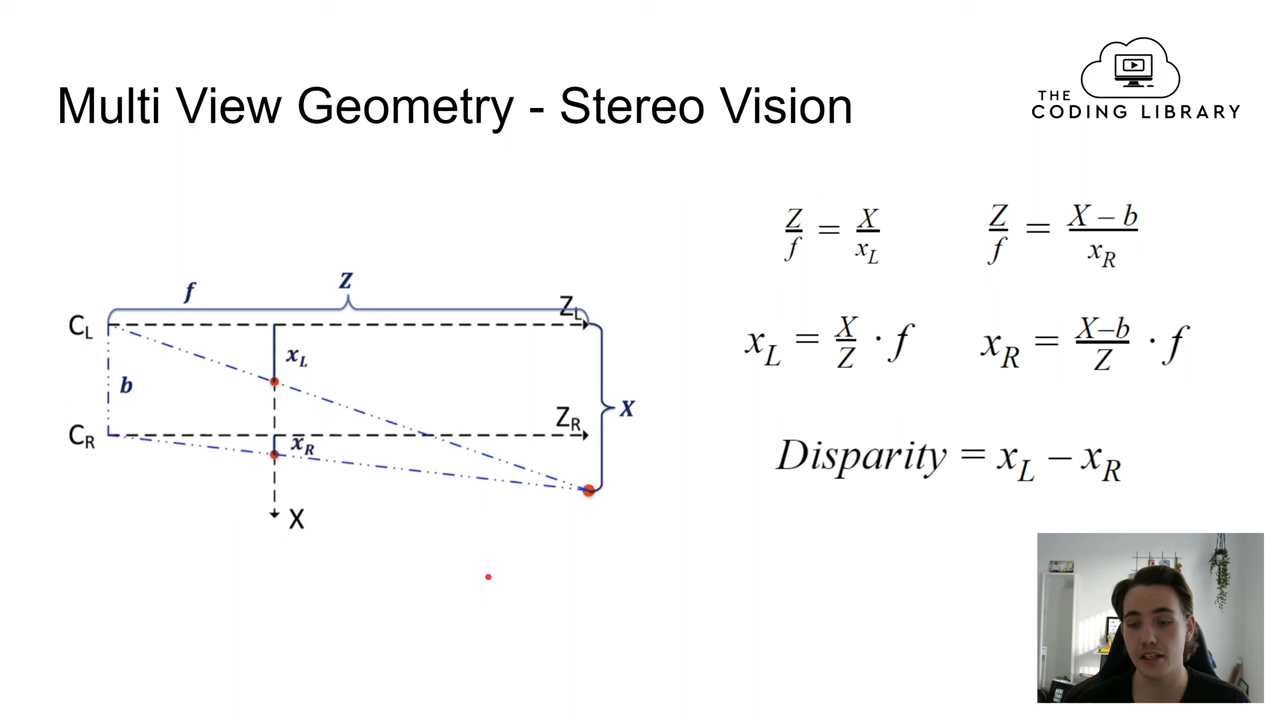 Multi View Geometry - Stereo Vision
THE
CODING LIBRARY
Z/f = X/x_L
Z/f = (X – b)/x_R
x_L = X/Z · f
x_R = (X–b)/Z · f
Disparity = x_L – x_R
f
Z
Z_L
C_L
x_L
b
X
Z_R
C_R
x_R
X